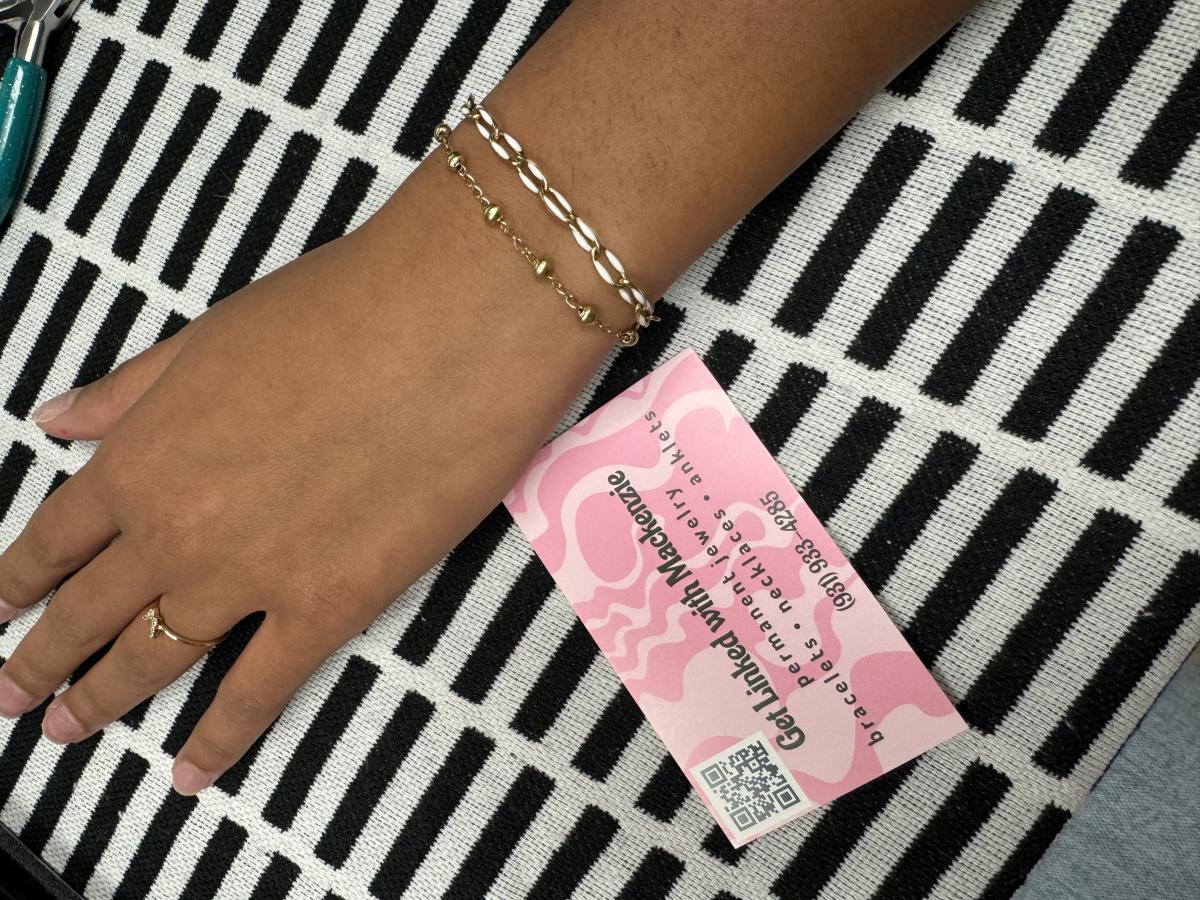 Get Linked with Mackenzie
permanent jewelry
bracelets • necklaces • anklets
(931) 933-4285